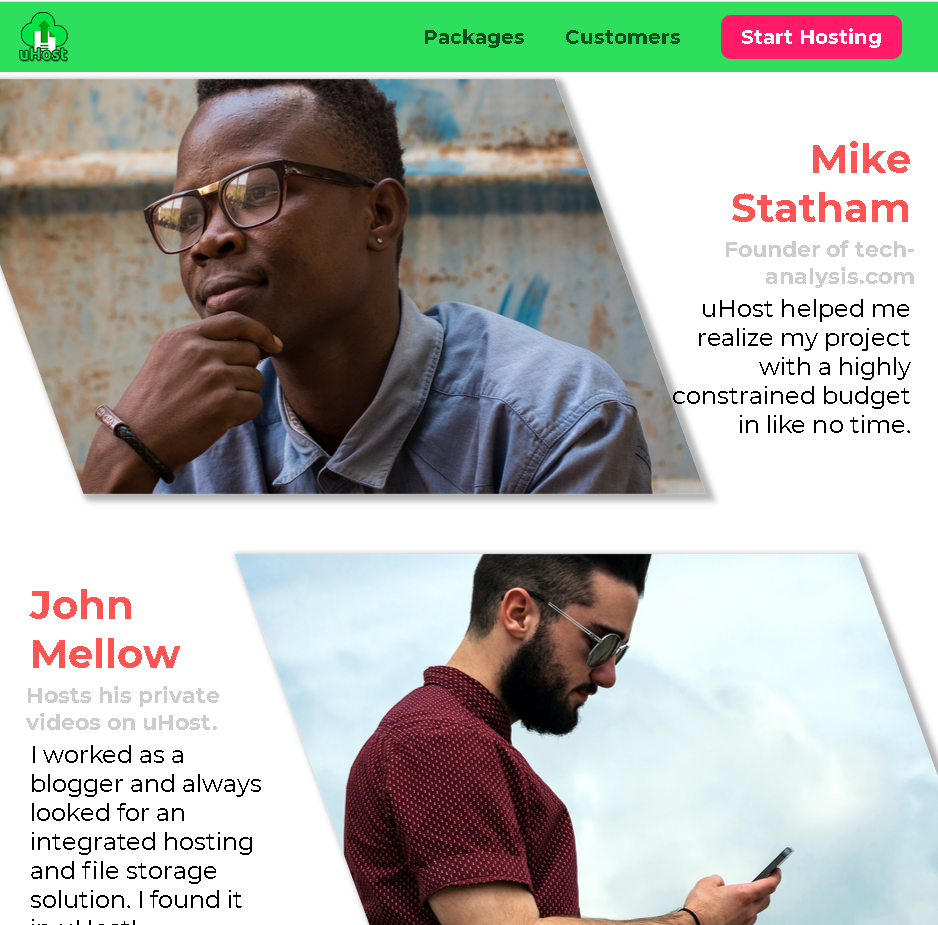 uHost
Packages
Customers
Start Hosting
Mike
Statham
Founder of tech-
analysis.com
uHost helped me
realize my project
with a highly
constrained budget
in like no time.
John
Mellow
Hosts his private
videos on uHost.
I worked as a
blogger and always
looked for an
integrated hosting
and file storage
solution. I found it
in uHost!